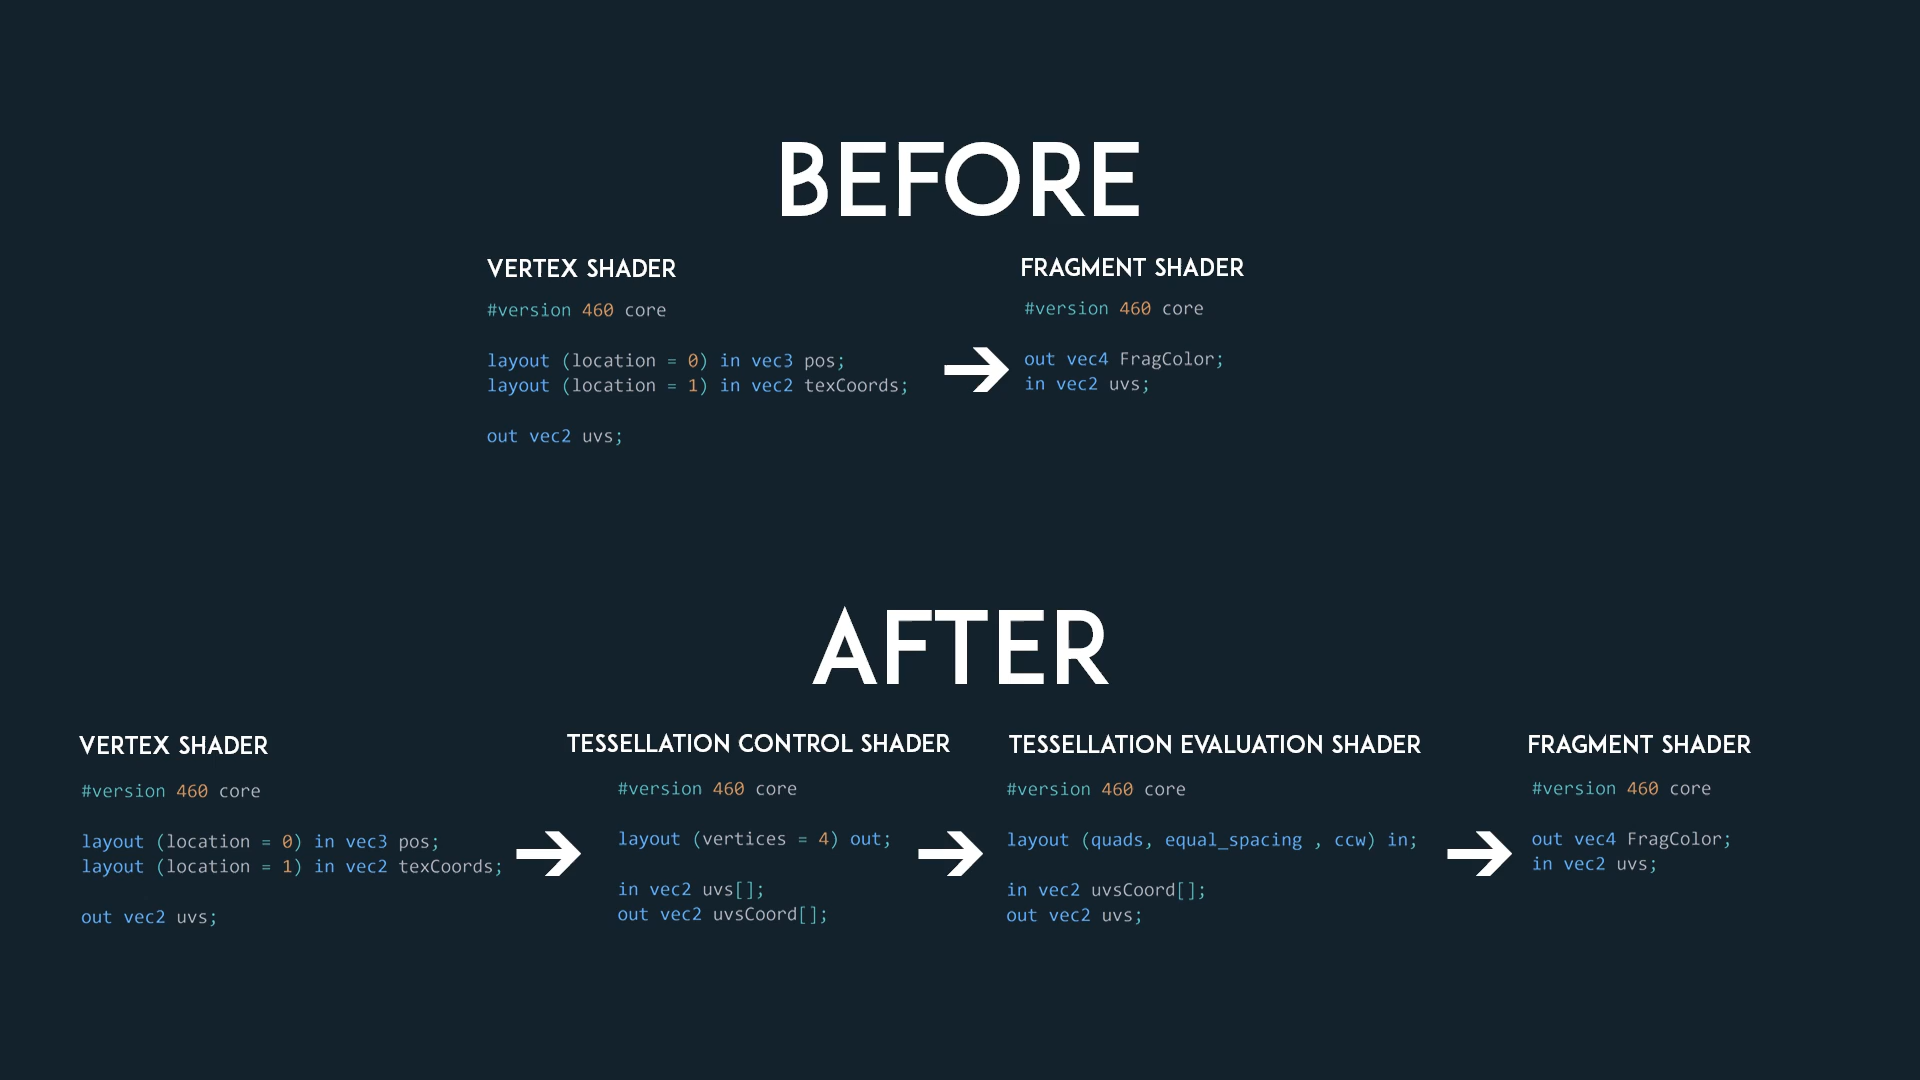 BEFORE
VERTEX SHADER
#version 460 core
layout (location = 0) in vec3 pos;
layout (location = 1) in vec2 texCoords;
out vec2 uvs;
FRAGMENT SHADER
#version 460 core
out vec4 FragColor;
in vec2 uvs;
AFTER
VERTEX SHADER
#version 460 core
layout (location = 0) in vec3 pos;
layout (location = 1) in vec2 texCoords;
out vec2 uvs;
TESSELLATION CONTROL SHADER
#version 460 core
layout (vertices = 4) out;
in vec2 uvs[];
out vec2 uvsCoord[];
TESSELLATION EVALUATION SHADER
#version 460 core
layout (quads, equal_spacing , ccw) in;
in vec2 uvsCoord[];
out vec2 uvs;
FRAGMENT SHADER
#version 460 core
out vec4 FragColor;
in vec2 uvs;